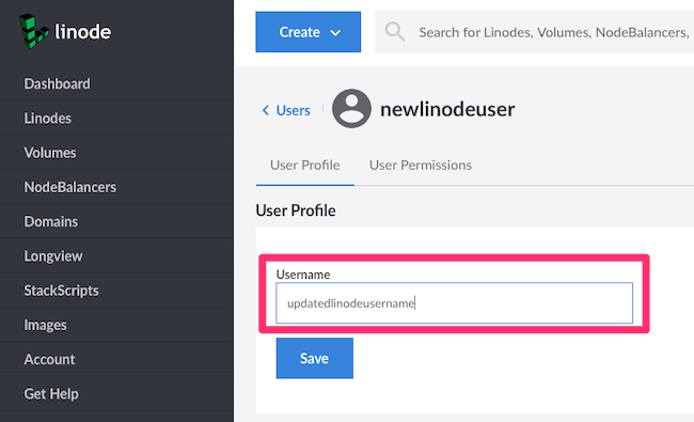 linode
Dashboard
Linodes
Volumes
NodeBalancers
Domains
Longview
StackScripts
Images
Account
Get Help
Create
Search for Linodes, Volumes, NodeBalancers,
Users
newlinodeuser
User Profile
User Permissions
User Profile
Username
updatedlinodeusername
Save